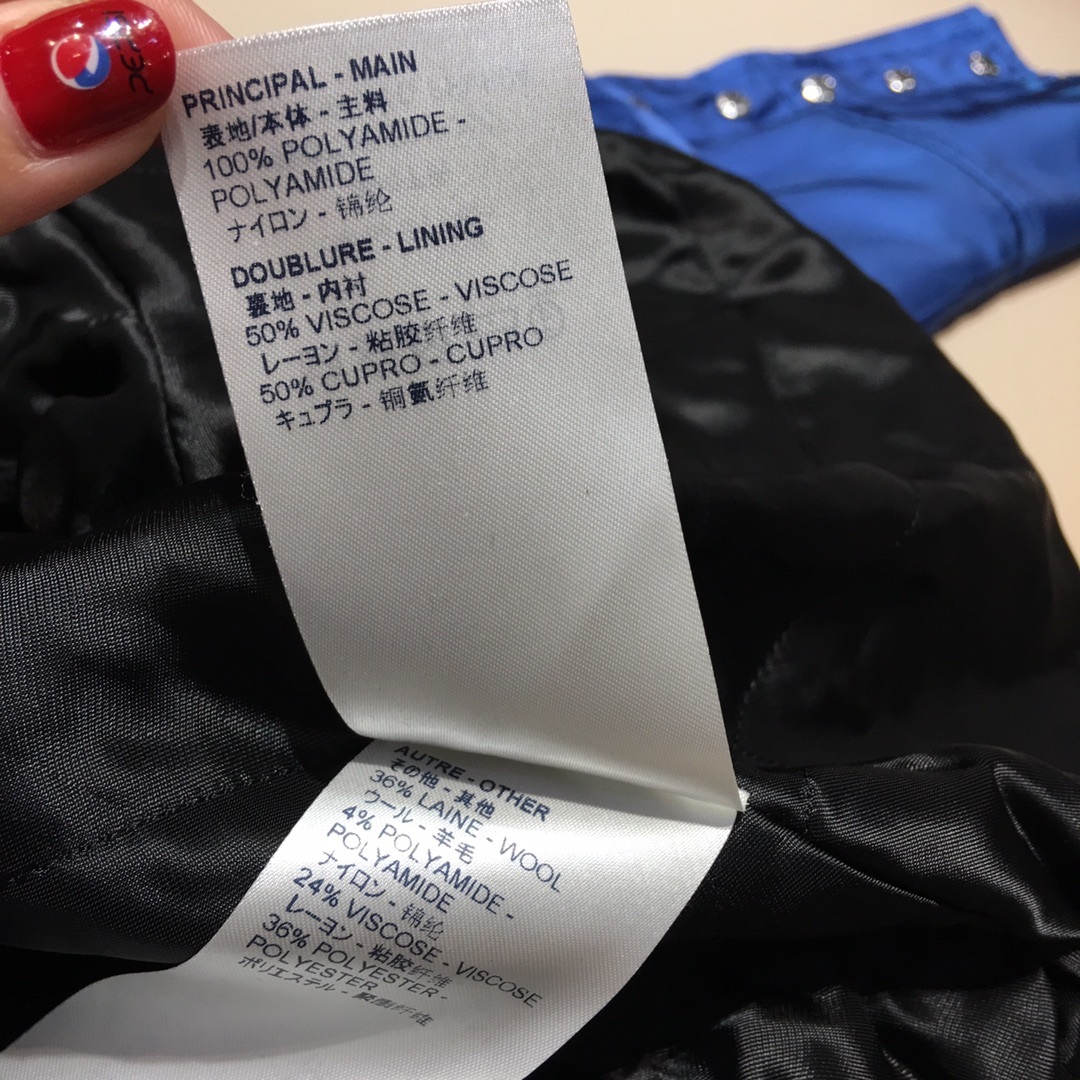 PEPSI
PRINCIPAL - MAIN
表地/本体 - 主料
100% POLYAMIDE -
POLYAMIDE
ナイロン - 锦纶
DOUBLURE - LINING
裏地 - 内衬
50% VISCOSE - VISCOSE
レーヨン - 粘胶纤维
50% CUPRO - CUPRO
キュプラ - 铜氨纤维
AUTRE - OTHER
その他 - 其他
36% LAINE - WOOL
ウール - 羊毛
4% POLYAMIDE -
POLYAMIDE
ナイロン - 锦纶
24% VISCOSE - VISCOSE
レーヨン - 粘胶纤维
36% POLYESTER -
POLYESTER
ポリエステル - 聚酯纤维